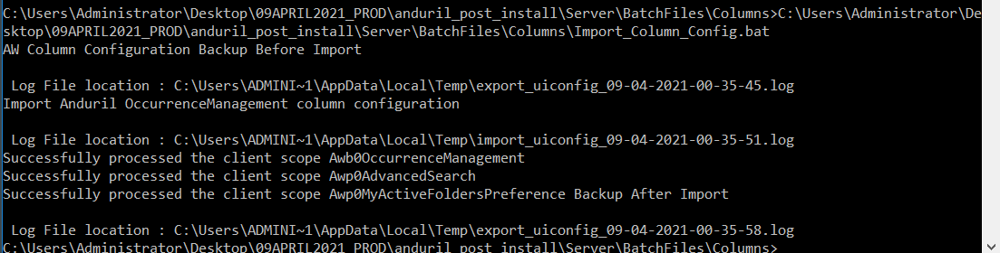 C:\Users\Administrator\Desktop\09APRIL2021_PROD\anduril_post_install\Server\BatchFiles\Columns>C:\Users\Administrator\De
sktop\09APRIL2021_PROD\anduril_post_install\Server\BatchFiles\Columns\Import_Column_Config.bat
AW Column Configuration Backup Before Import
Log File location : C:\Users\ADMINI~1\AppData\Local\Temp\export_uiconfig_09-04-2021-00-35-45.log
Import Anduril OccurrenceManagement column configuration
Log File location : C:\Users\ADMINI~1\AppData\Local\Temp\import_uiconfig_09-04-2021-00-35-51.log
Successfully processed the client scope Awb0OccurrenceManagement
Successfully processed the client scope Awp0AdvancedSearch
Successfully processed the client scope Awp0MyActiveFoldersPreference Backup After Import
Log File location : C:\Users\ADMINI~1\AppData\Local\Temp\export_uiconfig_09-04-2021-00-35-58.log
C:\Users\Administrator\Desktop\09APRIL2021_PROD\anduril_post_install\Server\BatchFiles\Columns>